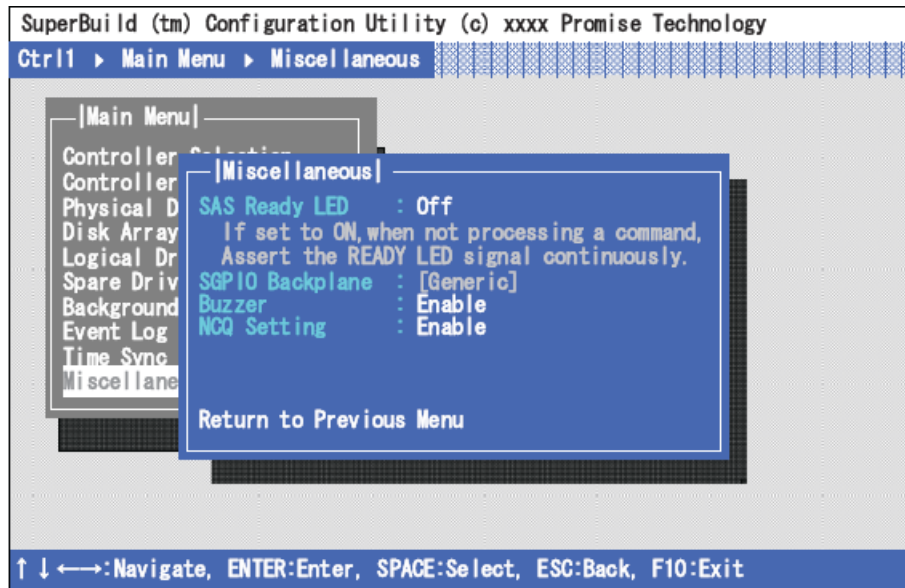 SuperBuild (tm) Configuration Utility (c) xxxx Promise Technology
Ctrl1 ▸ Main Menu ▸ Miscellaneous
|Main Menu|
Controller Selection
Controller
Physical D
Disk Array
Logical Dr
Spare Driv
Background
Event Log
Time Sync
Miscellane
|Miscellaneous|
SAS Ready LED : Off
If set to ON,when not processing a command,
Assert the READY LED signal continuously.
SGPIO Backplane : [Generic]
Buzzer : Enable
NCQ Setting : Enable
Return to Previous Menu
↑↓←→:Navigate, ENTER:Enter, SPACE:Select, ESC:Back, F10:Exit